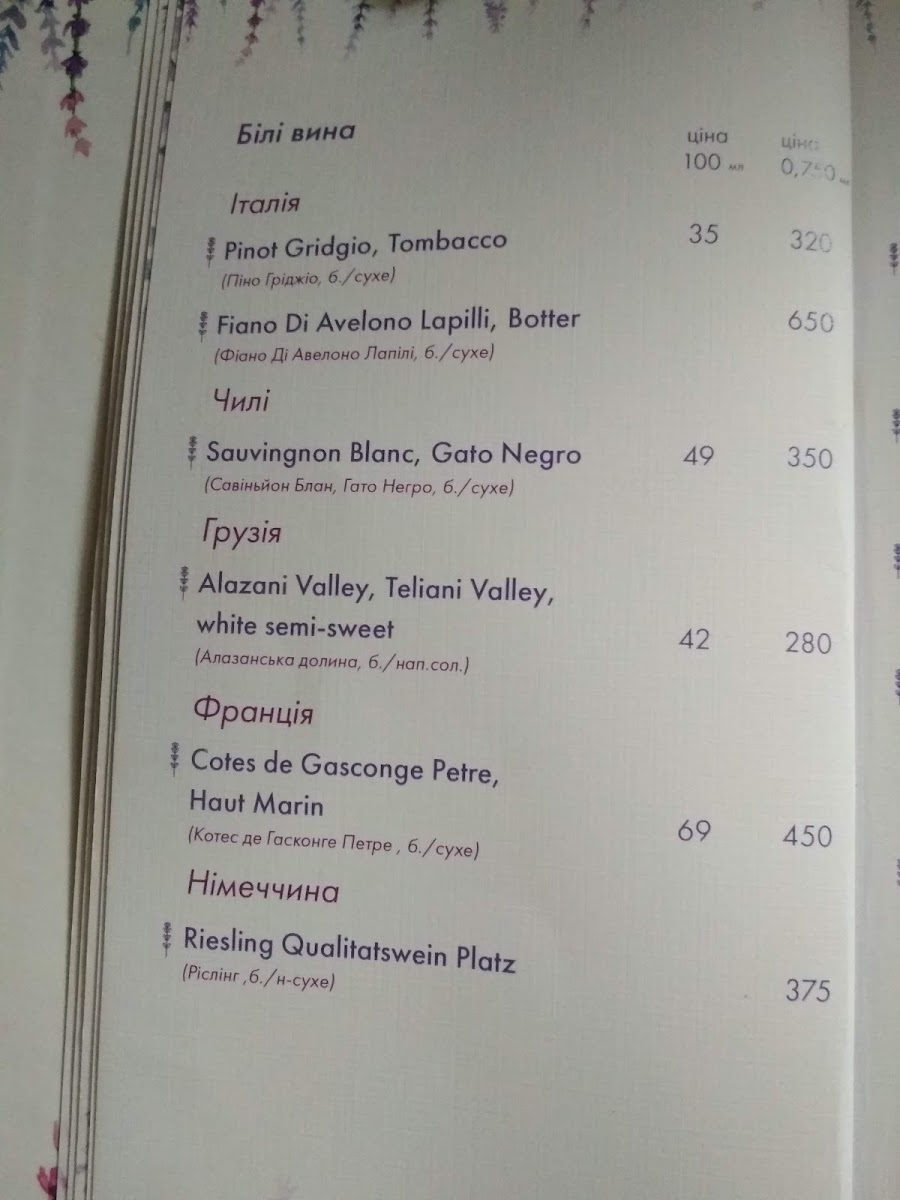 Білі вина
ціна ціна
100 мл 0,750 мл
Італія
Pinot Gridgio, Tombacco 35 320
(Піно Гріджіо, б./сухе)
Fiano Di Avelono Lapilli, Botter 650
(Фіано Ді Авелоно Лапілі, б./сухе)
Чилі
Sauvingnon Blanc, Gato Negro 49 350
(Савіньйон Блан, Гато Негро, б./сухе)
Грузія
Alazani Valley, Teliani Valley,
white semi-sweet 42 280
(Алазанська долина, б./нап.сол.)
Франція
Cotes de Gasconge Petre,
Haut Marin 69 450
(Котес де Гасконге Петре , б./сухе)
Німеччина
Riesling Qualitatswein Platz 375
(Ріслінг ,б./н-сухе)